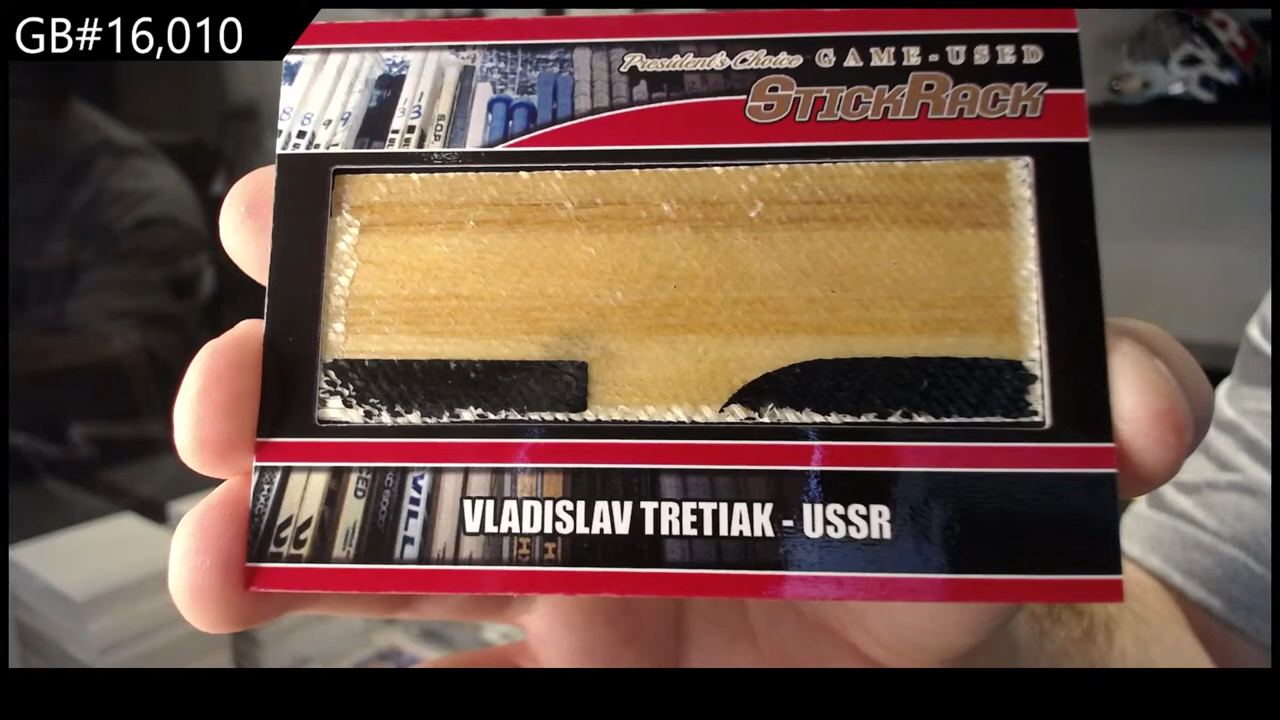 GB#16,010
President's Choice GAME-USED
STICKRACK
S.O.P.
VLADISLAV TRETIAK - USSR